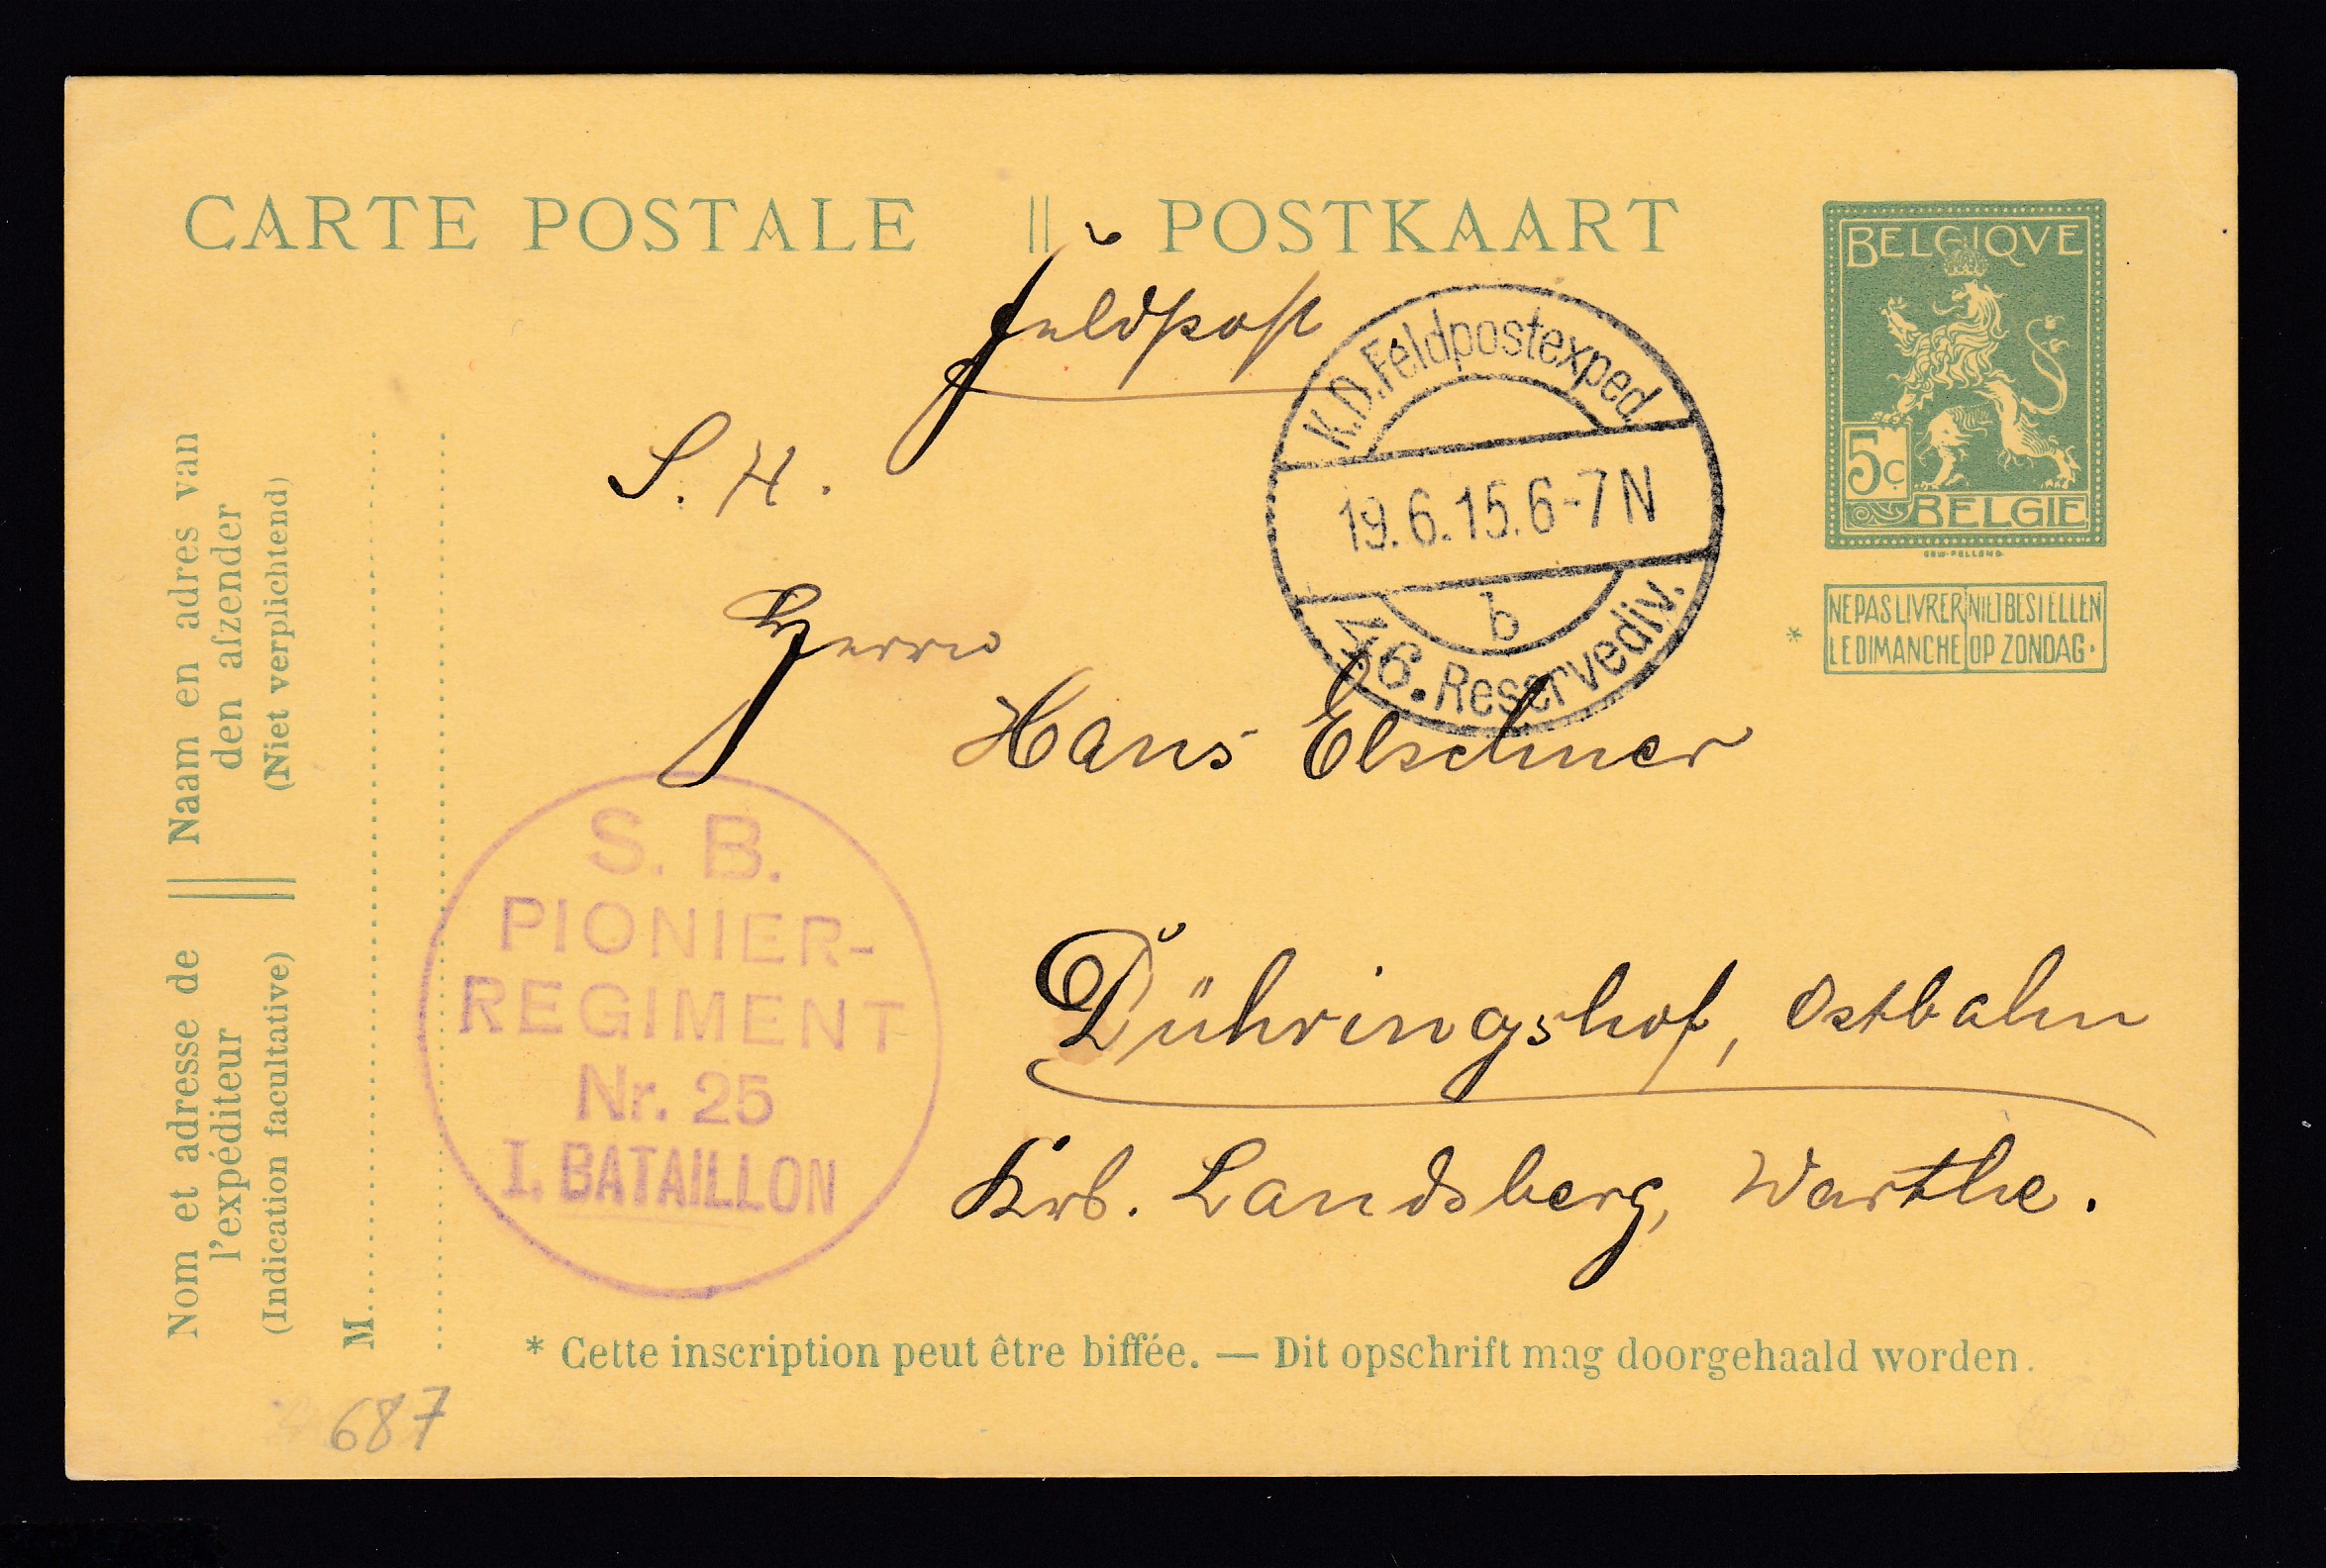 CARTE POSTALE || POSTKAART
BELGIQVE
5c
BELGIE
NE PAS LIVRER LE DIMANCHE
NIET BESTELLEN OP ZONDAG.
*
Feldpost
K.D. Feldpostexped.
19.6.15.6-7N
b
46. Reservediv.
S. H.
Herrn
Hans Elschner
Dühringshof, Ostbahn
Krs. Landsberg, Warthe.
S. B.
PIONIER-
REGIMENT
Nr. 25
I. BATAILLON
Naam en adres van
den afzender
(Niet verplichtend)
Nom et adresse de
l'expéditeur
(Indication facultative)
M
* Cette inscription peut être biffée. — Dit opschrift mag doorgehaald worden.
687